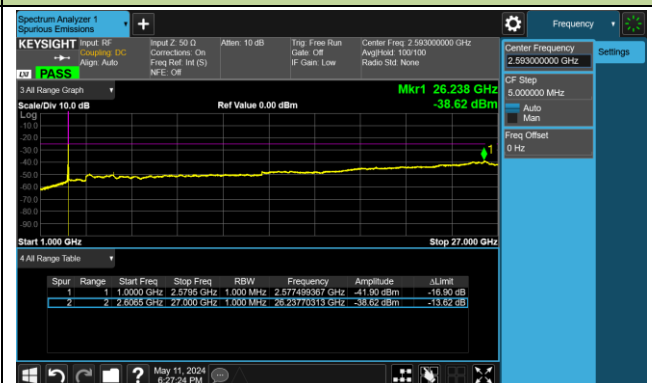 Spectrum Analyzer 1
Spurious Emissions
Frequency
KEYSIGHT
Input: RF
Coupling: DC
Align: Auto
Input Z: 50 Ω
Corrections: On
Freq Ref: Int (S)
NFE: Off
Atten: 10 dB
Trig: Free Run
Gate: Off
IF Gain: Low
Center Freq: 2.593000000 GHz
Avg|Hold: 100/100
Radio Std: None
LXI
PASS
Center Frequency
2.593000000 GHz
Settings
CF Step
5.000000 MHz
Auto
Man
Freq Offset
0 Hz
3 All Range Graph
Mkr1 26.238 GHz
-38.62 dBm
Scale/Div 10.0 dB
Ref Value 0.00 dBm
Log
-10.0
-20.0
-30.0
-40.0
-50.0
-60.0
-70.0
-80.0
-90.0
1
Start 1.000 GHz
Stop 27.000 GHz
4 All Range Table
Spur Range Start Freq Stop Freq RBW Frequency Amplitude ΔLimit
1 1 1.0000 GHz 2.5795 GHz 1.000 MHz 2.577499367 GHz -41.90 dBm -16.90 dB
2 2 2.6065 GHz 27.000 GHz 1.000 MHz 26.23770313 GHz -38.62 dBm -13.62 dB
May 11, 2024
6:27:24 PM